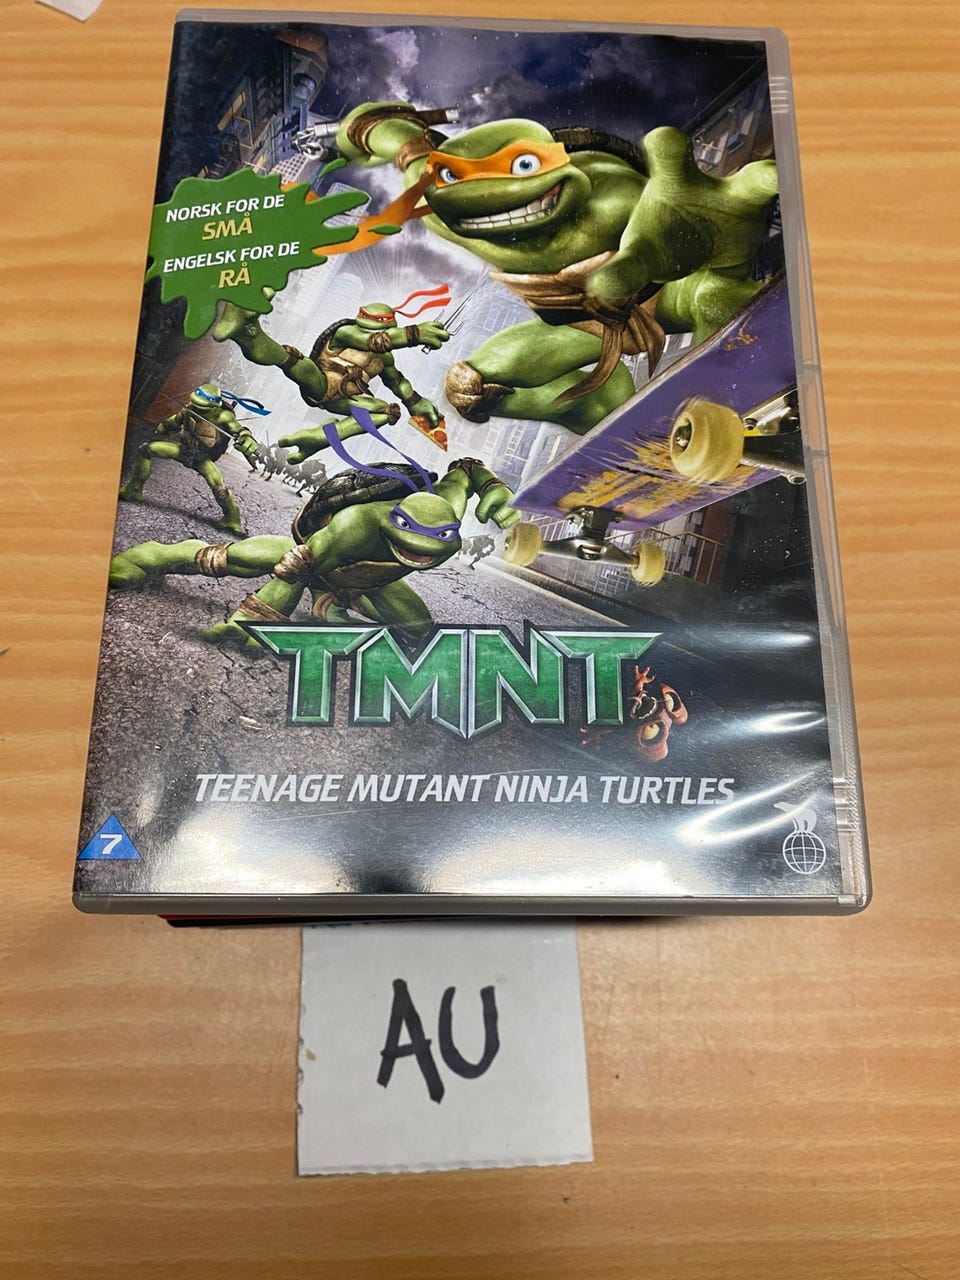 NORSK FOR DE
SMÅ
ENGELSK FOR DE
RÅ
TMNT
TEENAGE MUTANT NINJA TURTLES
7
AU